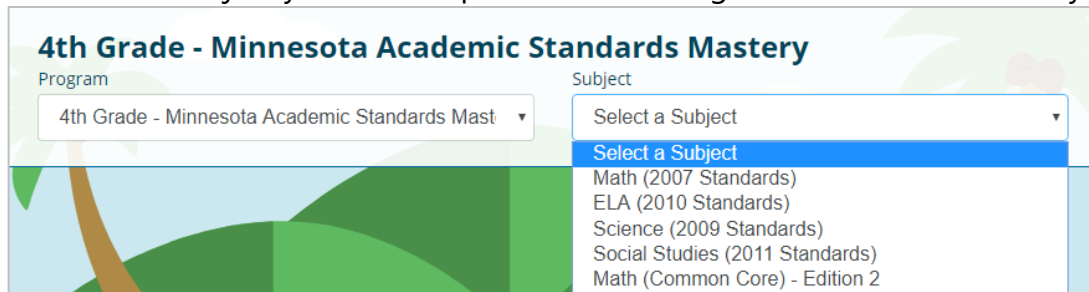 4th Grade - Minnesota Academic Standards Mastery
Program
Subject
4th Grade - Minnesota Academic Standards Mast
Select a Subject
Select a Subject
Math (2007 Standards)
ELA (2010 Standards)
Science (2009 Standards)
Social Studies (2011 Standards)
Math (Common Core) - Edition 2